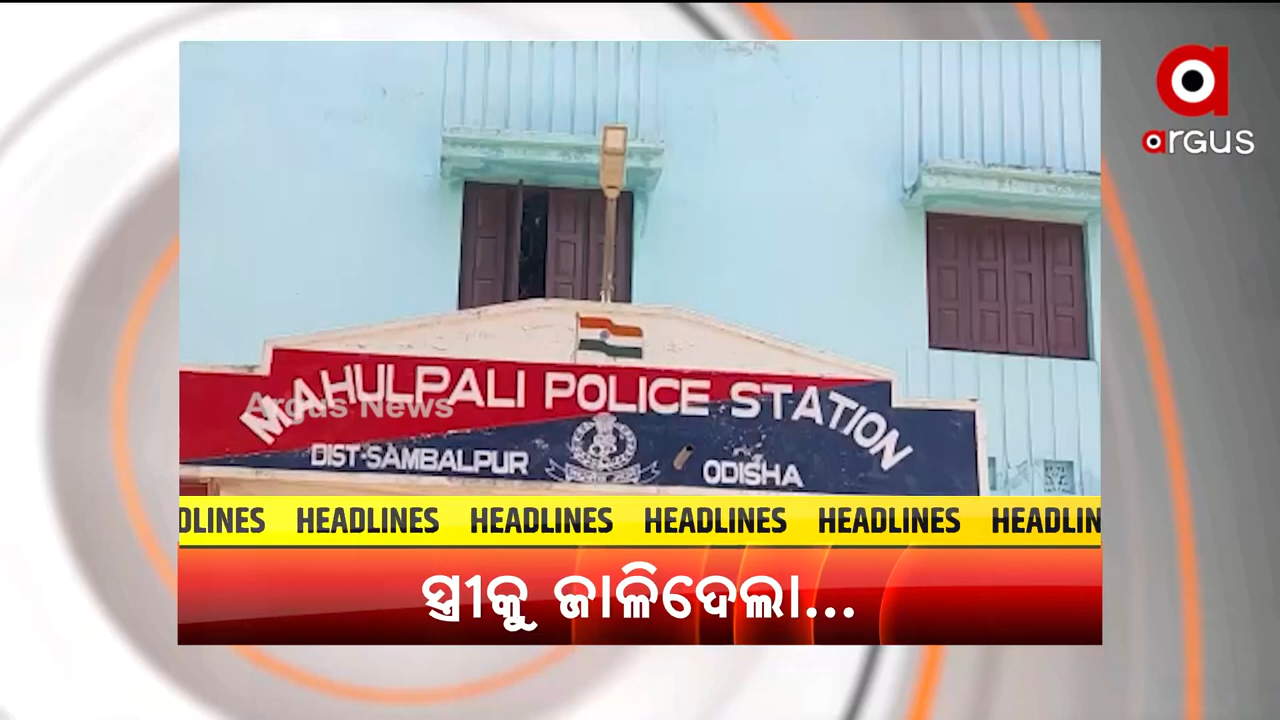 argus
MAHULPALI POLICE STATION
Argus News
DIST-SAMBALPUR ODISHA
DLINES HEADLINES HEADLINES HEADLINES HEADLINES HEADLIN
ସ୍ତ୍ରୀକୁ ଜାଳିଦେଲା...